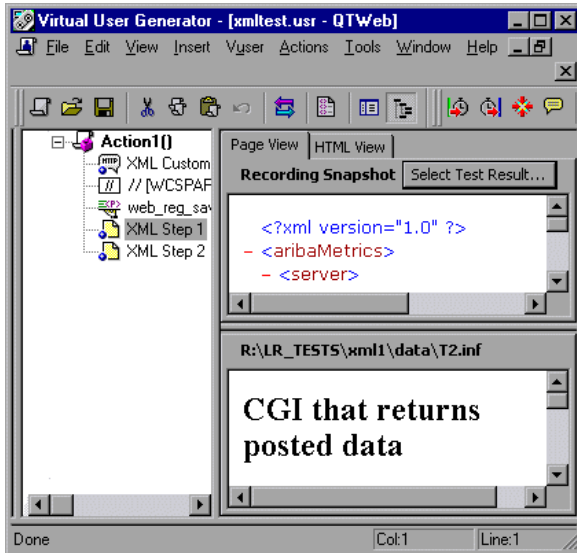 Virtual User Generator - [xmltest.usr - QTWeb]
File Edit View Insert Vuser Actions Tools Window Help
Action1()
XML Custom
// [WCSPAF
web_reg_sav
XML Step 1
XML Step 2
Page View HTML View
Recording Snapshot Select Test Result...
<?xml version="1.0" ?>
– <aribaMetrics>
– <server>
R:\LR_TESTS\xml1\data\T2.inf
CGI that returns
posted data
Done Col:1 Line:1